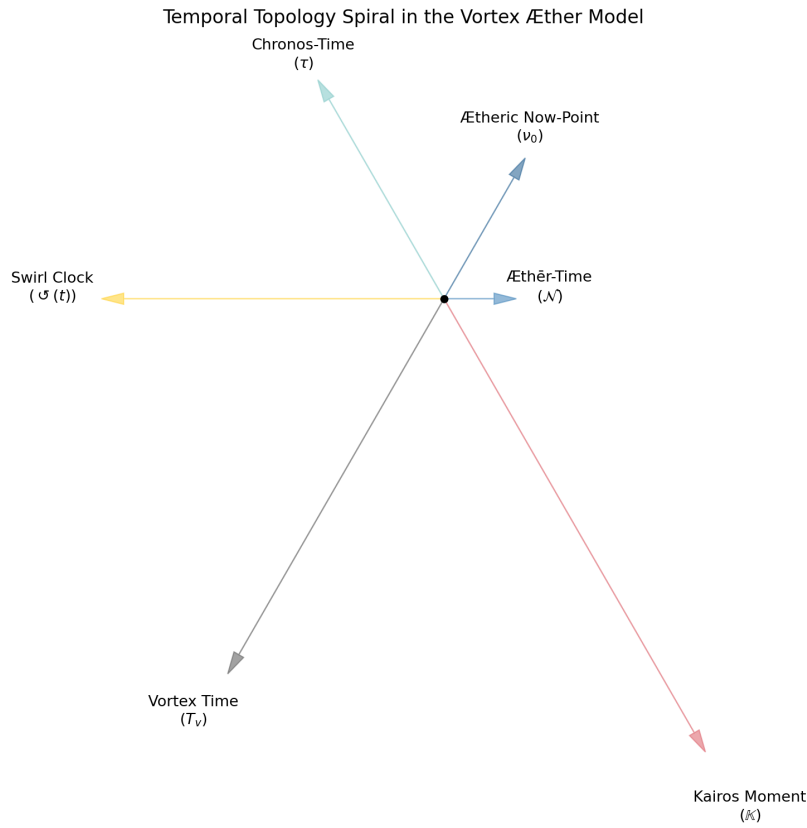 Temporal Topology Spiral in the Vortex Æther Model
Chronos-Time
(τ)
Ætheric Now-Point
(ν₀)
Swirl Clock
(↺(t))
Æthēr-Time
(𝒩)
Vortex Time
(Tᵥ)
Kairos Moment
(𝕂)